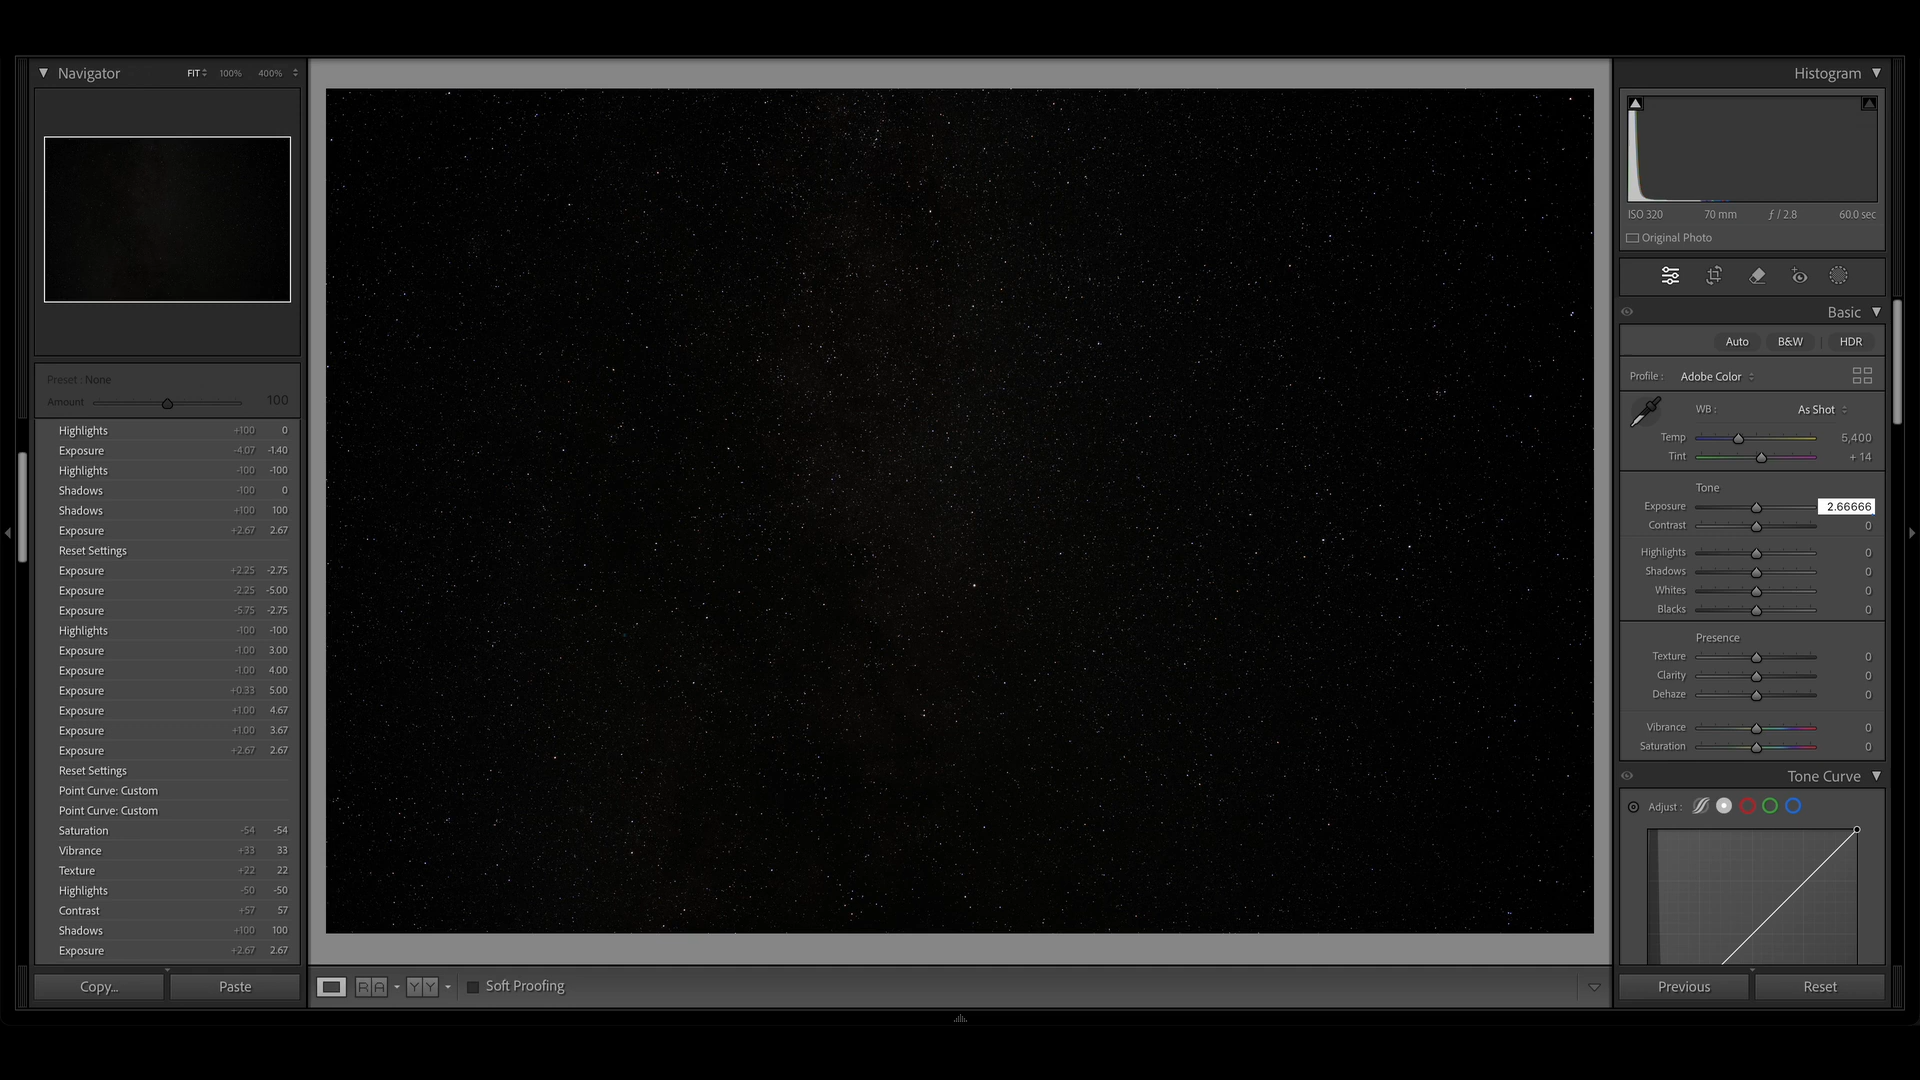 Navigator
FIT 100% 400%
Preset : None
Amount 100
Highlights +100 0
Exposure -4.07 -1.40
Highlights -100 -100
Shadows -100 0
Shadows +100 100
Exposure +2.67 2.67
Reset Settings
Exposure +2.25 -2.75
Exposure -2.25 -5.00
Exposure -5.75 -2.75
Highlights -100 -100
Exposure -1.00 3.00
Exposure -1.00 4.00
Exposure +0.33 5.00
Exposure +1.00 4.67
Exposure +1.00 3.67
Exposure +2.67 2.67
Reset Settings
Point Curve: Custom
Point Curve: Custom
Saturation -54 -54
Vibrance +33 33
Texture +22 22
Highlights -50 -50
Contrast +57 57
Shadows +100 100
Exposure +2.67 2.67
Copy... Paste
R A Y Y Soft Proofing
Histogram
ISO 320 70 mm ƒ / 2.8 60.0 sec
Original Photo
Basic
Auto B&W | HDR
Profile : Adobe Color
WB : As Shot
Temp 5,400
Tint + 14
Tone
Exposure 2.66666
Contrast 0
Highlights 0
Shadows 0
Whites 0
Blacks 0
Presence
Texture 0
Clarity 0
Dehaze 0
Vibrance 0
Saturation 0
Tone Curve
Adjust :
Previous Reset